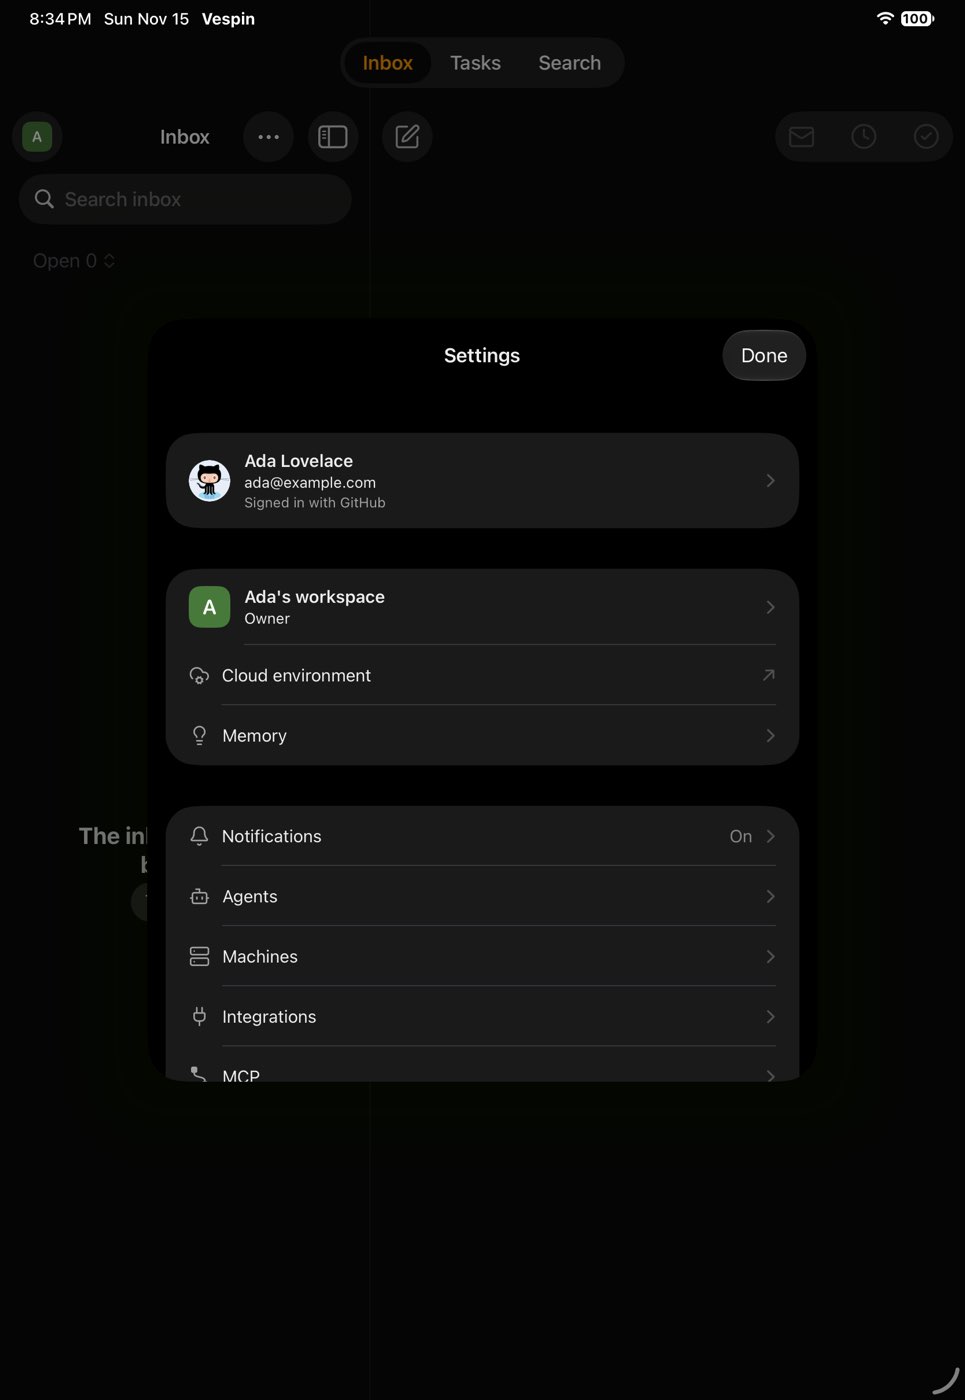 8:34 PM Sun Nov 15 Vespin
100
Inbox Tasks Search
A
Inbox
Search inbox
Open 0
Settings
Done
Ada Lovelace
ada@example.com
Signed in with GitHub
A
Ada's workspace
Owner
Cloud environment
Memory
The
Notifications
On
Agents
Machines
Integrations
MCP